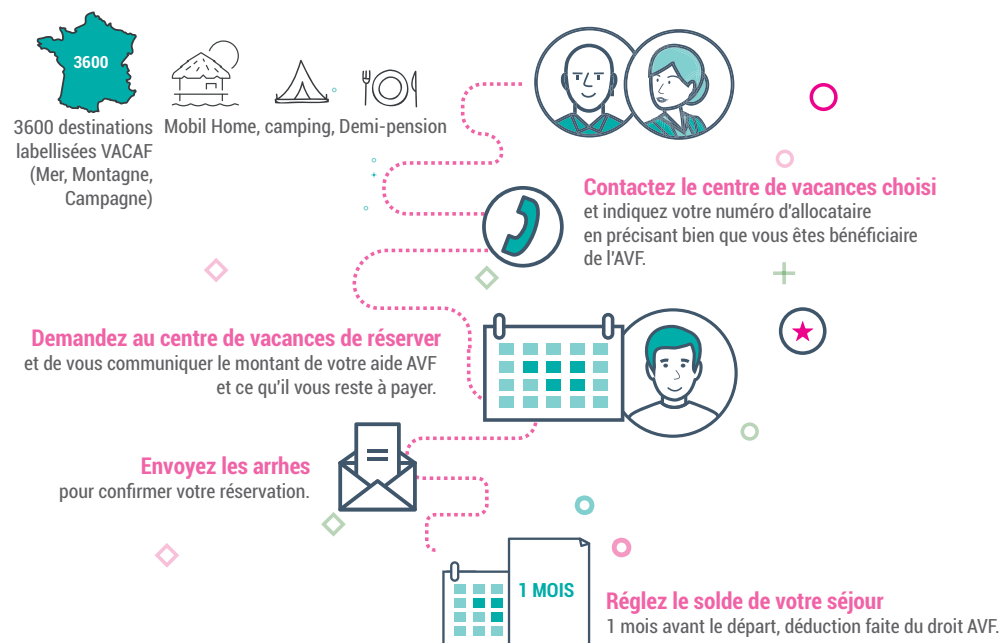 3600
3600 destinations
labellisées VACAF
(Mer, Montagne,
Campagne)
Mobil Home, camping, Demi-pension
Contactez le centre de vacances choisi
et indiquez votre numéro d'allocataire
en précisant bien que vous êtes bénéficiaire
de l'AVF.
Demandez au centre de vacances de réserver
et de vous communiquer le montant de votre aide AVF
et ce qu'il vous reste à payer.
Envoyez les arrhes
pour confirmer votre réservation.
1 MOIS
Réglez le solde de votre séjour
1 mois avant le départ, déduction faite du droit AVF.